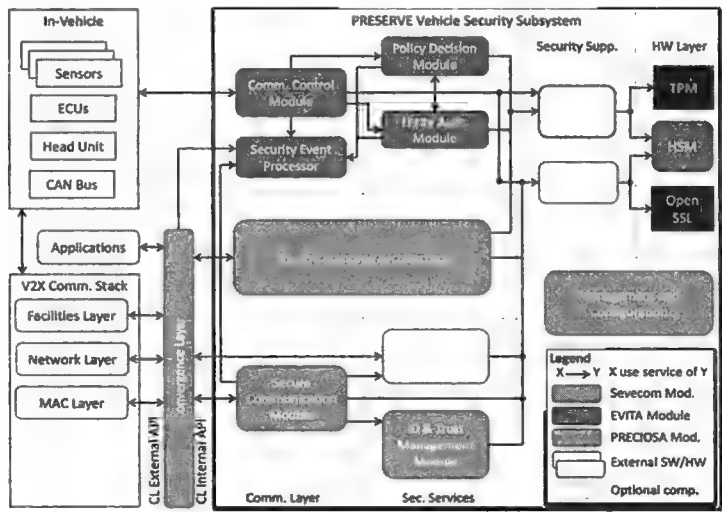 In-Vehicle
Sensors
ECUs
Head Unit
CAN Bus
Applications
V2X Comm. Stack
Facilities Layer
Network Layer
MAC Layer
CL External API
Convergence Layer
CL Internal API
PRESERVE Vehicle Security Subsystem
Policy Decision
Module
Comm. Control
Module
Module
Security Event
Processor
Secure
Communication
Module
Management
Module
Security Supp.
HW Layer
TPM
HSM
Open
SSL
Legend
X → Y X use service of Y
Sevecom Mod.
EVITA Module
PRECIOSA Mod.
External SW/HW
Optional comp.
Comm. Layer
Sec. Services